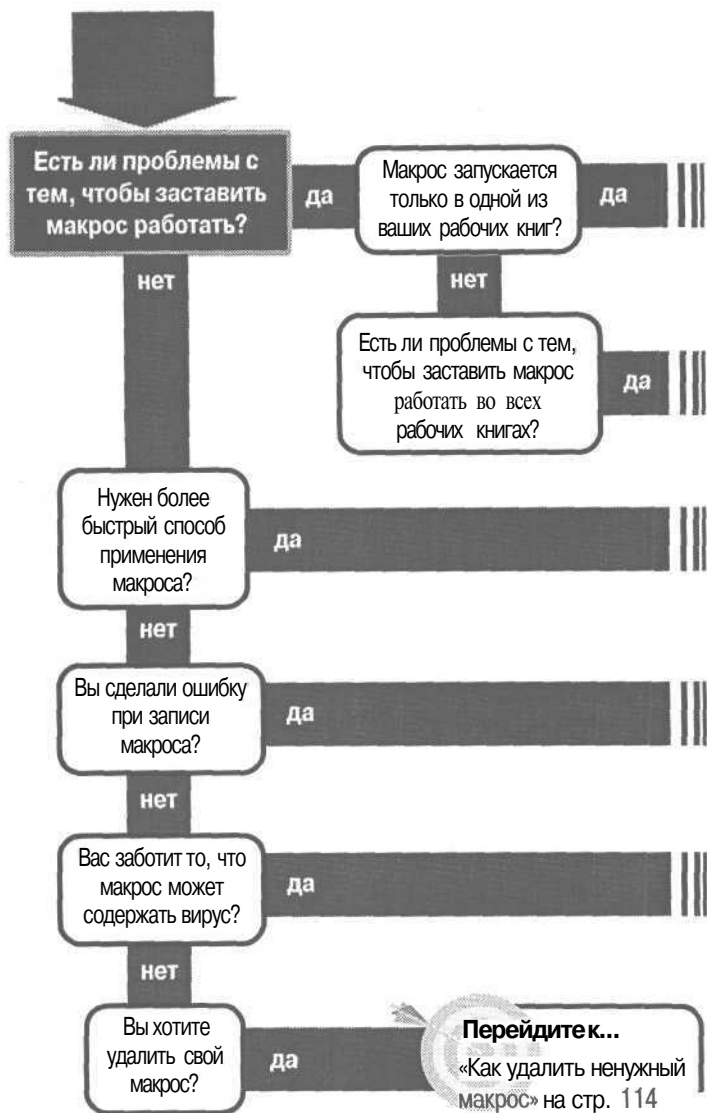 Есть ли проблемы с
тем, чтобы заставить
макрос работать?
да
Макрос запускается
только в одной из
ваших рабочих книг?
да
нет
нет
Есть ли проблемы с тем,
чтобы заставить макрос
работать во всех
рабочих книгах?
да
Нужен более
быстрый способ
применения
макроса?
да
нет
Вы сделали ошибку
при записи
макроса?
да
нет
Вас заботит то, что
макрос может
содержать вирус?
да
нет
Вы хотите
удалить свой
макрос?
да
Перейдите к...
«Как удалить ненужный
макрос» на стр. 114